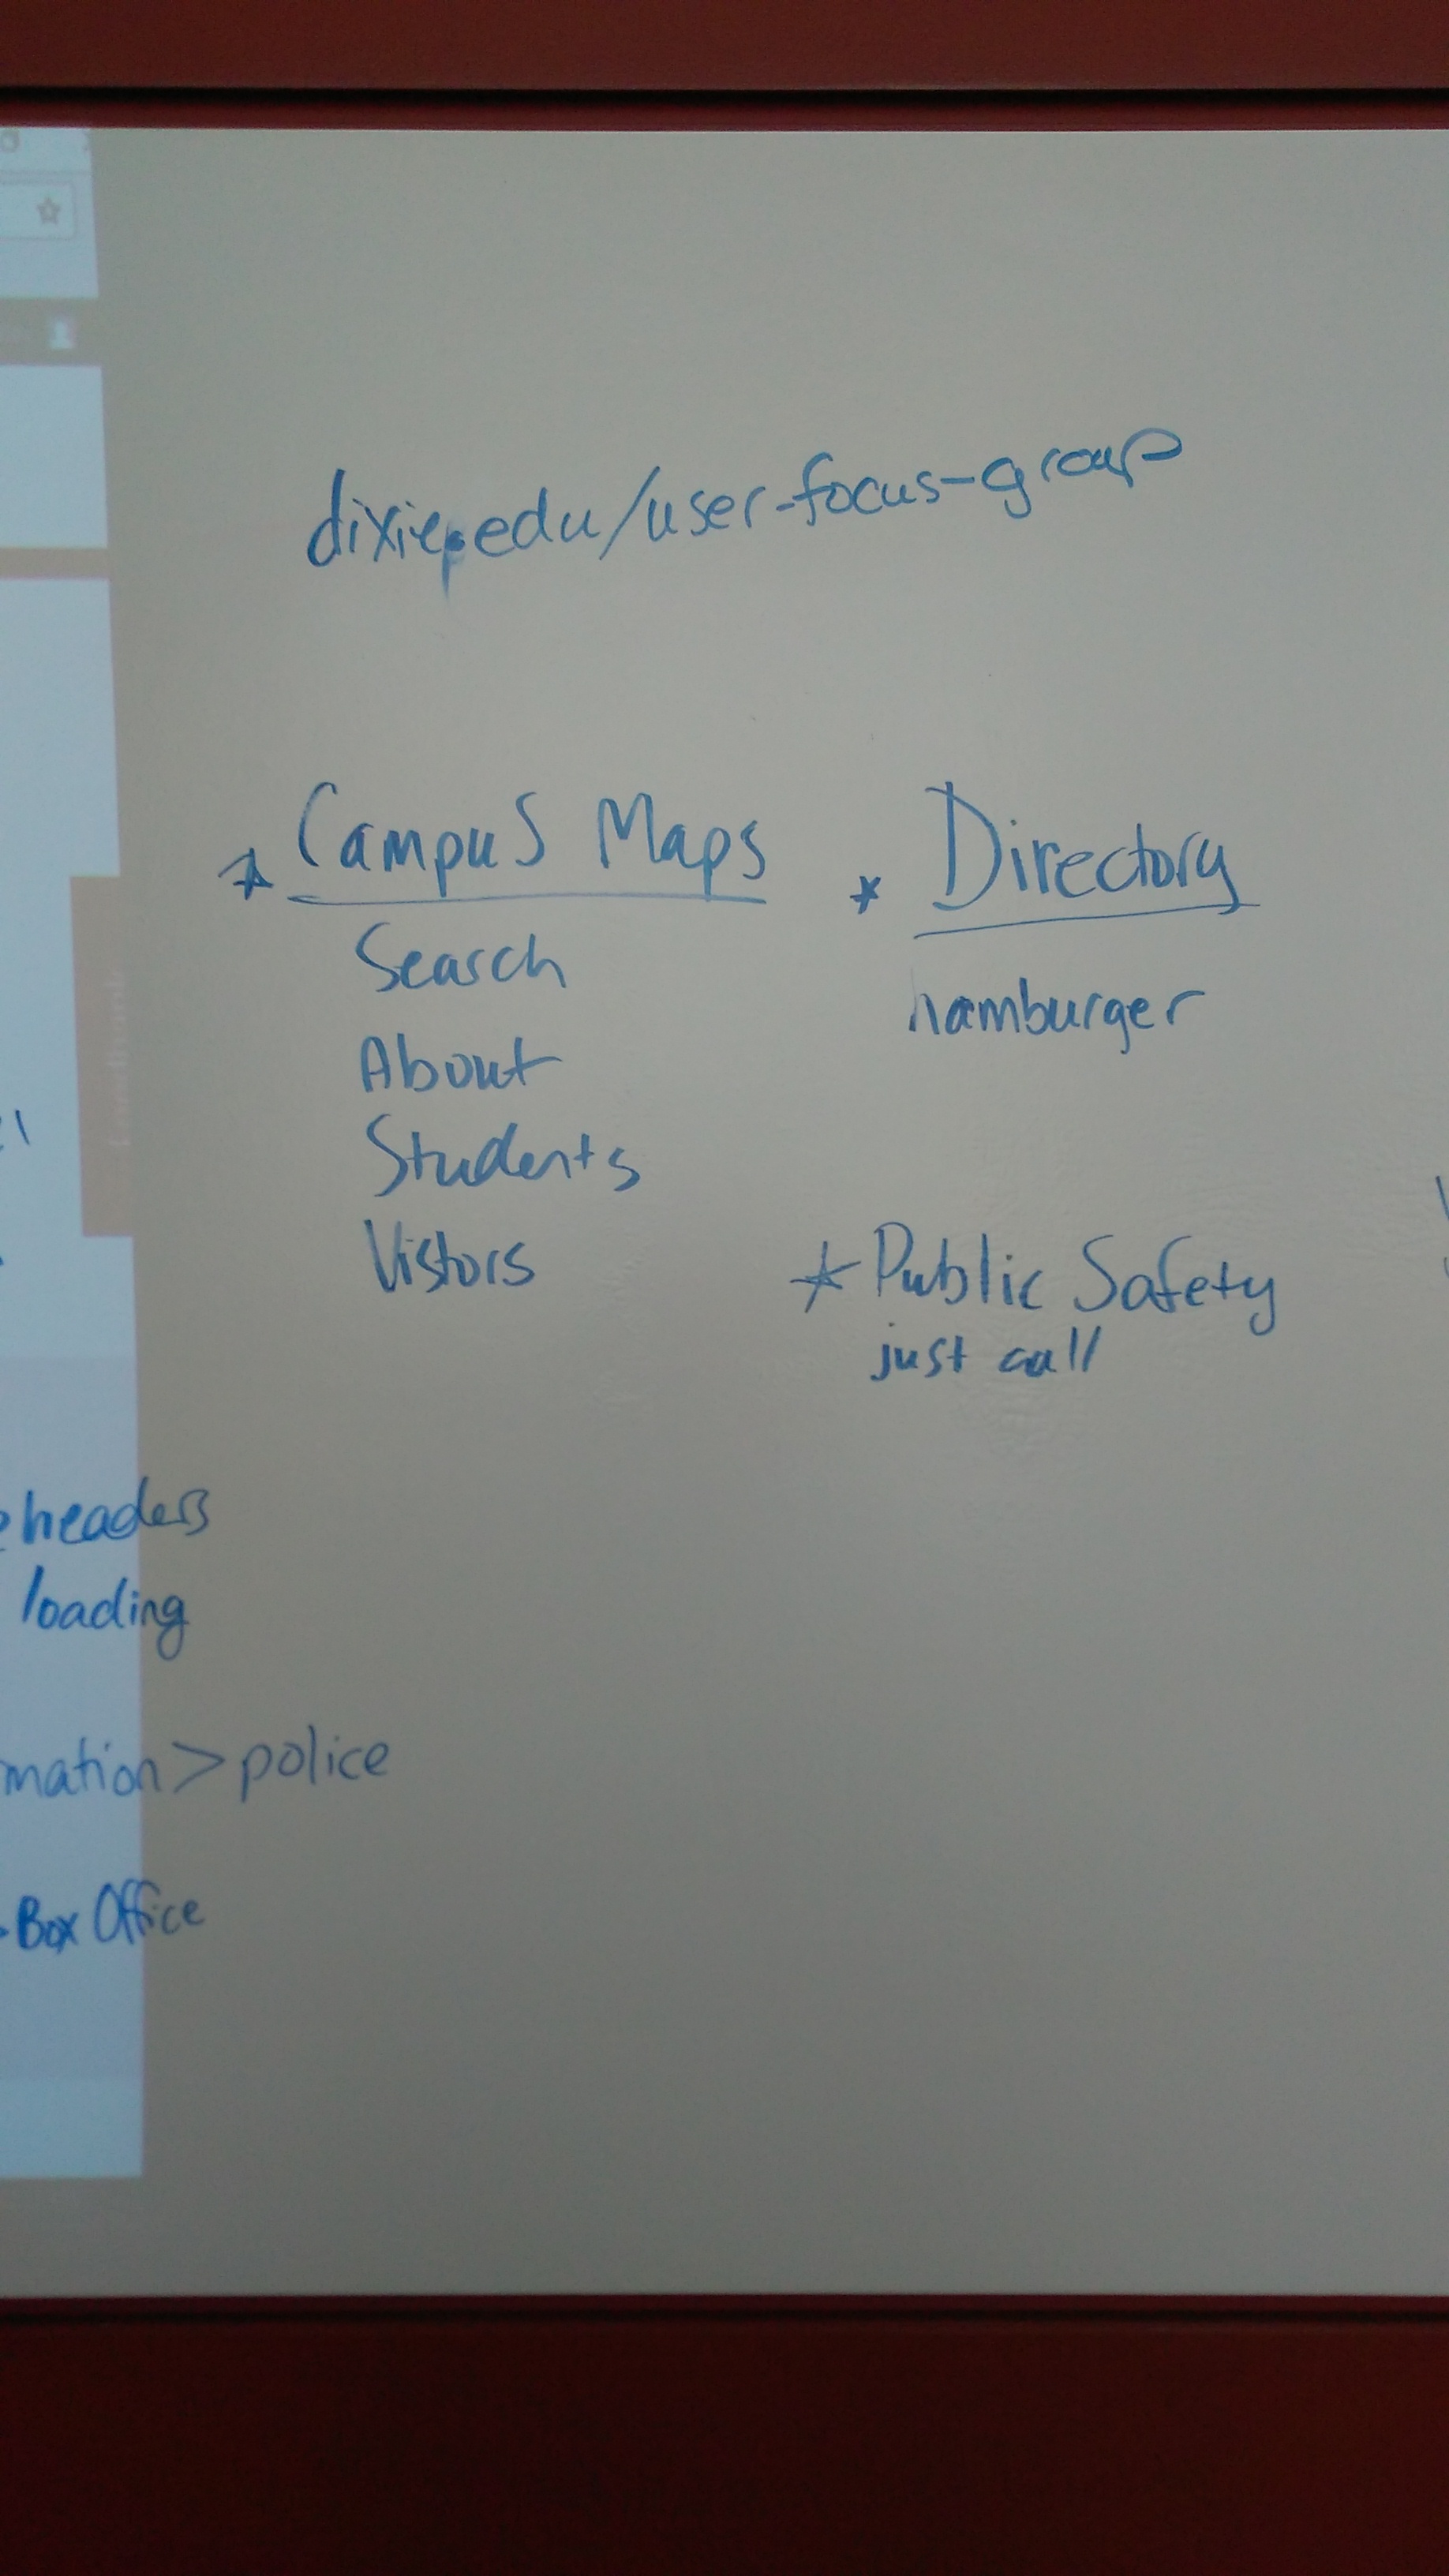 dixie.edu/user-focus-group
* Campus Maps
Search
About
Students
Vistors
* Directory
hamburger
* Public Safety
just call
headers
loading
mation > police
Box Office